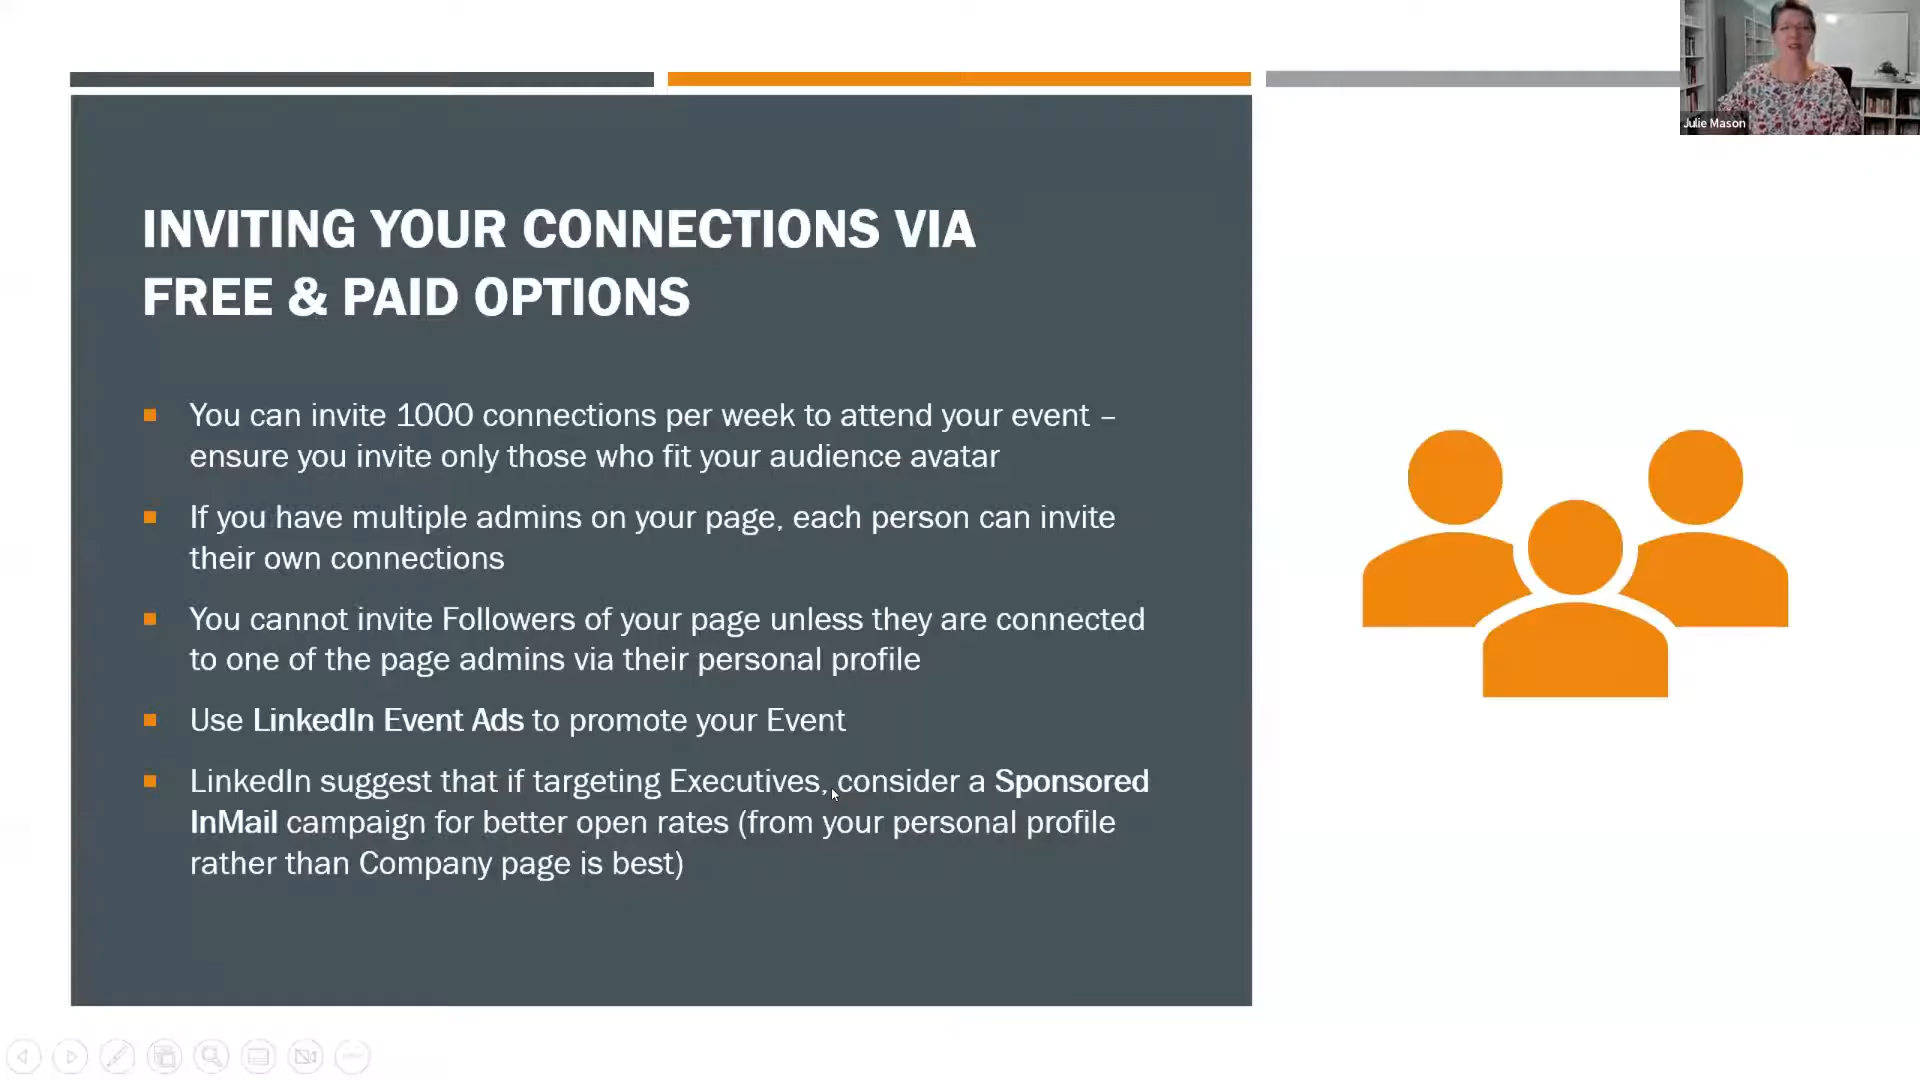 Julie Mason
INVITING YOUR CONNECTIONS VIA
FREE & PAID OPTIONS
You can invite 1000 connections per week to attend your event –
ensure you invite only those who fit your audience avatar
If you have multiple admins on your page, each person can invite
their own connections
You cannot invite Followers of your page unless they are connected
to one of the page admins via their personal profile
Use LinkedIn Event Ads to promote your Event
LinkedIn suggest that if targeting Executives, consider a Sponsored
InMail campaign for better open rates (from your personal profile
rather than Company page is best)